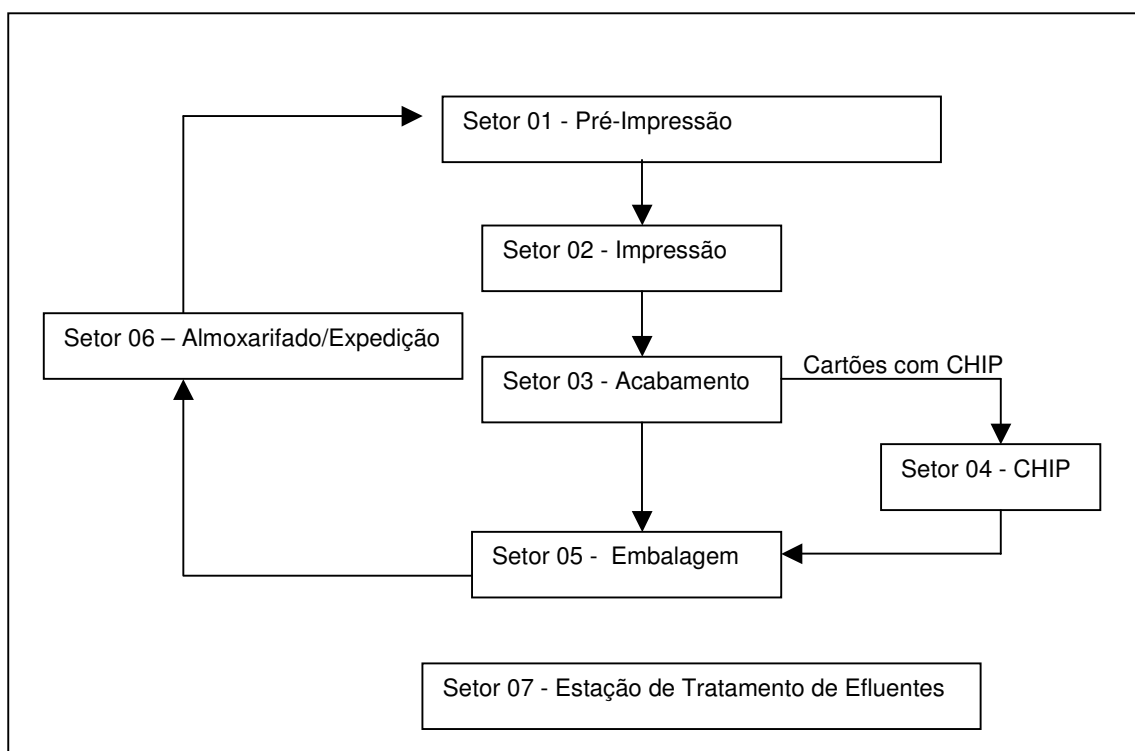 Setor 01 - Pré-Impressão
Setor 02 - Impressão
Setor 06 – Almoxarifado/Expedição
Setor 03 - Acabamento
Cartões com CHIP
Setor 04 - CHIP
Setor 05 - Embalagem
Setor 07 - Estação de Tratamento de Efluentes